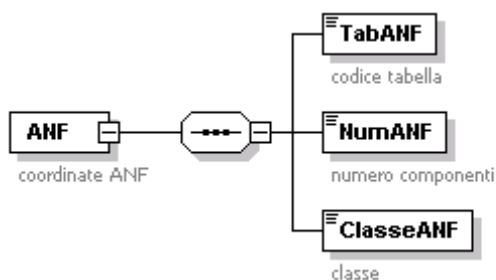 TabANF
codice tabella
ANF
coordinate ANF
NumANF
numero componenti
ClasseANF
classe